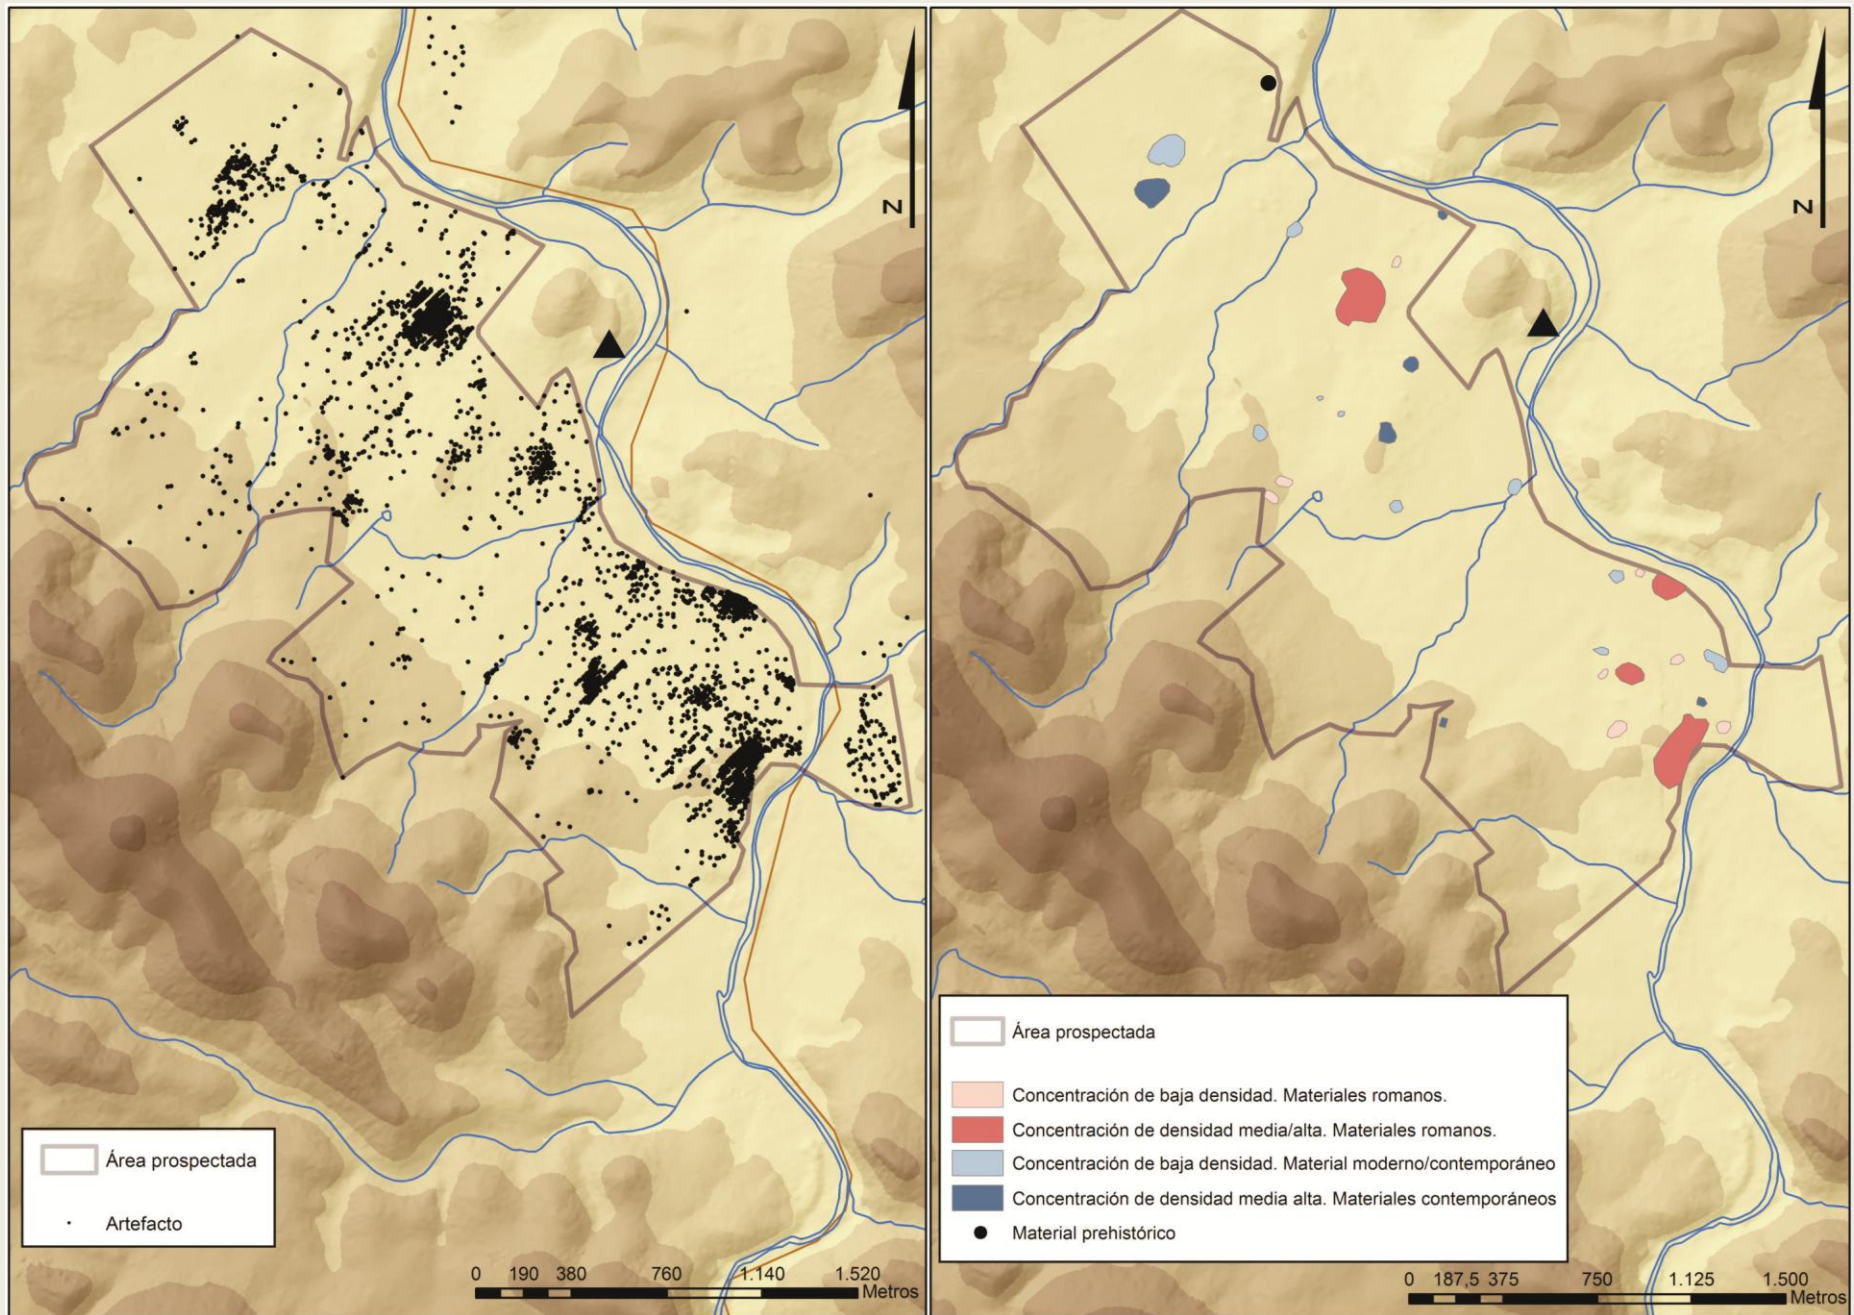 N
Área prospectada
Artefacto
0 190 380 760 1.140 1.520
Metros
N
Área prospectada
Concentración de baja densidad. Materiales romanos.
Concentración de densidad media/alta. Materiales romanos.
Concentración de baja densidad. Material moderno/contemporáneo
Concentración de densidad media alta. Materiales contemporáneos
Material prehistórico
0 187,5 375 750 1.125 1.500
Metros